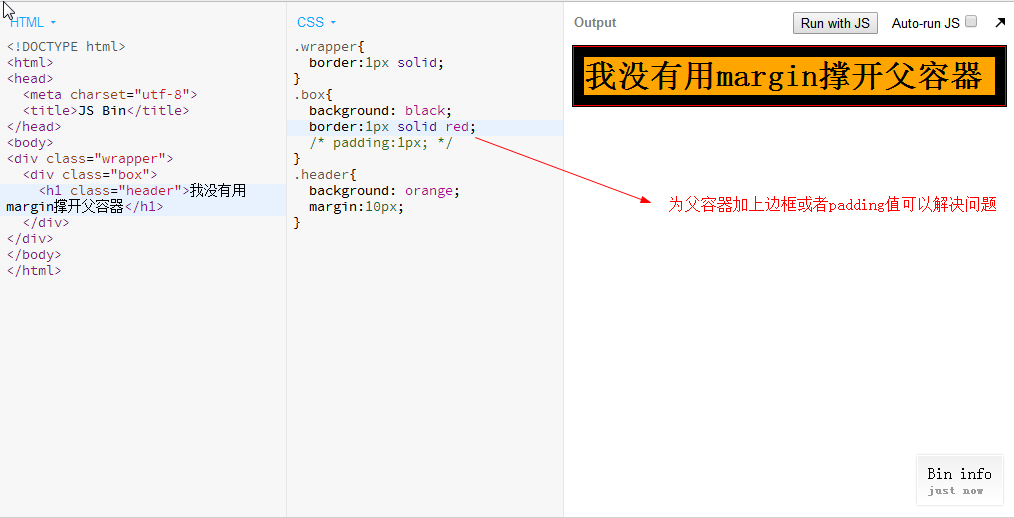 HTML
<!DOCTYPE html>
<html>
<head>
  <meta charset="utf-8">
  <title>JS Bin</title>
</head>
<body>
<div class="wrapper">
  <div class="box">
    <h1 class="header">我没有用
margin撑开父容器</h1>
  </div>
</div>
</body>
</html>
CSS
.wrapper{
  border:1px solid;
}
.box{
  background: black;
  border:1px solid red;
  /* padding:1px; */
}
.header{
  background: orange;
  margin:10px;
}
Output
Run with JS
Auto-run JS
我没有用margin撑开父容器
为父容器加上边框或者padding值可以解决问题
Bin info
just now